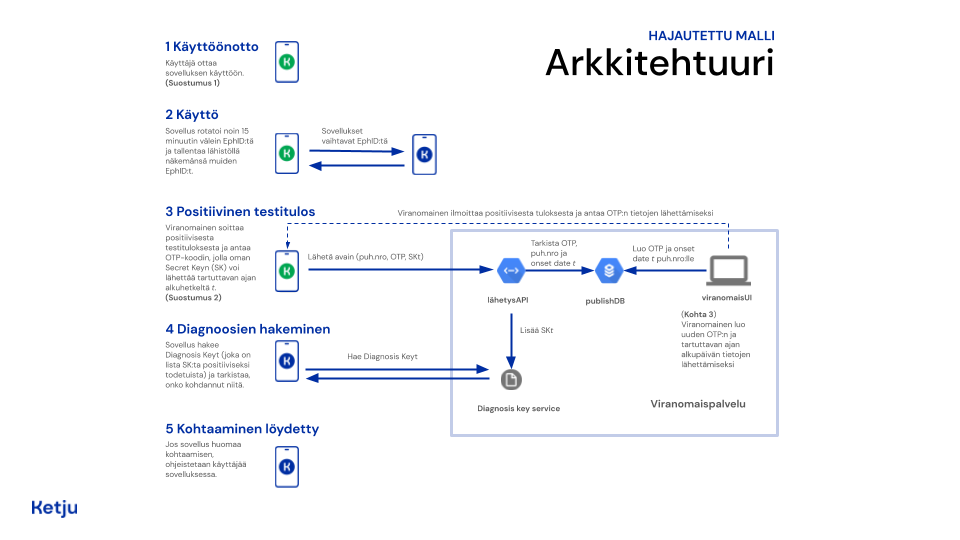 HAJAUTETTU MALLI
Arkkitehtuuri
1 Käyttöönotto
Käyttäjä ottaa
sovelluksen käyttöön.
(Suostumus 1)
2 Käyttö
Sovellus rotatoi noin 15
minuutin välein EphID:tä
ja tallentaa lähistöllä
näkemänsä muiden
EphID:t.
Sovellukset
vaihtavat EphID:tä
3 Positiivinen testitulos
Viranomainen soittaa
positiivisesta
testituloksesta ja antaa
OTP-koodin, jolla oman
Secret Keyn (SK) voi
lähettää tartuttavan ajan
alkuhetkeltä t.
(Suostumus 2)
Viranomainen ilmoittaa positiivisesta tuloksesta ja antaa OTP:n tietojen lähettämiseksi
Lähetä avain (puh.nro, OTP, SKt)
Tarkista OTP,
puh.nro ja
onset date t
Luo OTP ja onset
date t puh.nro:lle
lähetysAPI
publishDB
viranomaisUI
(Kohta 3)
Viranomainen luo
uuden OTP:n ja
tartuttavan ajan
alkupäivän tietojen
lähettämiseksi
Lisää SKt
4 Diagnoosien hakeminen
Sovellus hakee
Diagnosis Keyt (joka on
lista SK:ta positiiviseksi
todetuista) ja tarkistaa,
onko kohdannut niitä.
Hae Diagnosis Keyt
Diagnosis key service
Viranomaispalvelu
5 Kohtaaminen löydetty
Jos sovellus huomaa
kohtaamisen,
ohjeistetaan käyttäjää
sovelluksessa.
Ketju